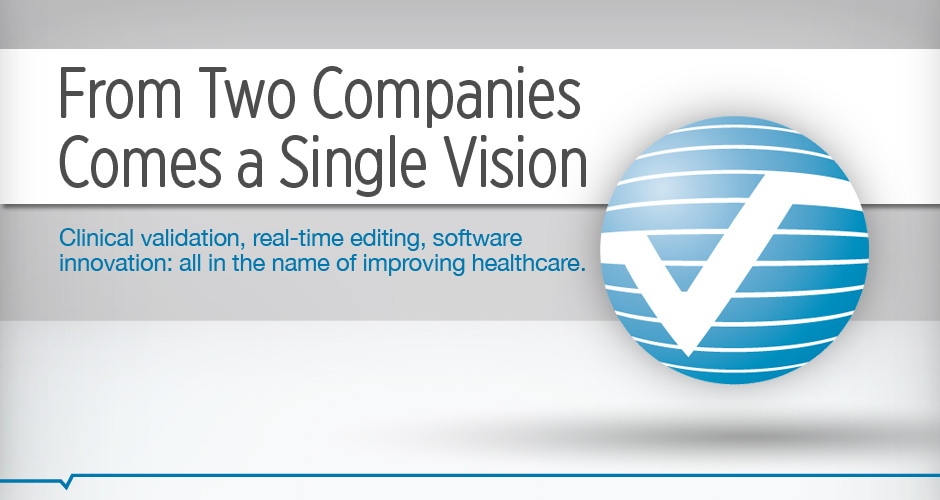 From Two Companies
Comes a Single Vision
Clinical validation, real-time editing, software
innovation: all in the name of improving healthcare.